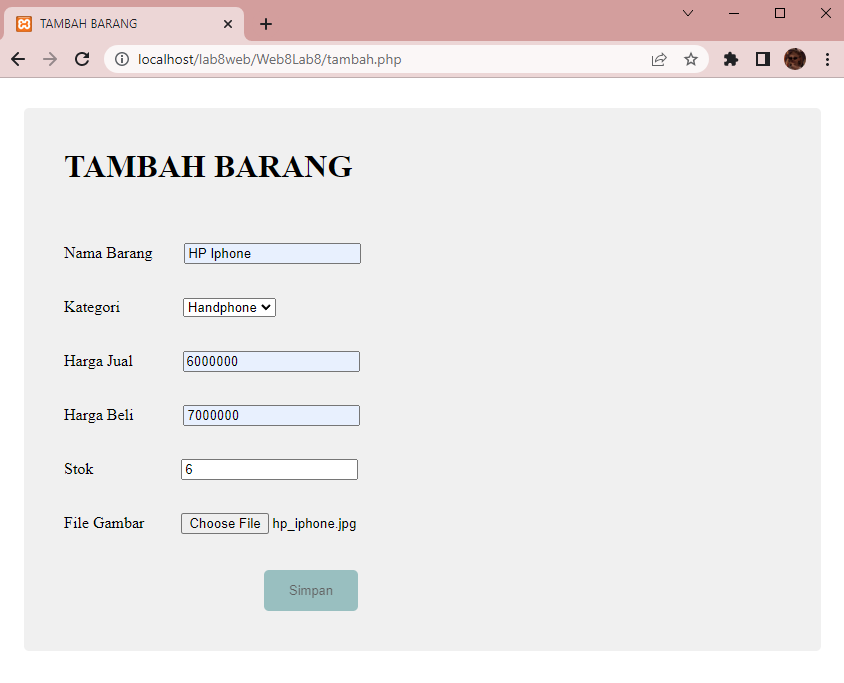 TAMBAH BARANG
localhost/lab8web/Web8Lab8/tambah.php
TAMBAH BARANG
Nama Barang HP Iphone
Kategori Handphone
Harga Jual 6000000
Harga Beli 7000000
Stok 6
File Gambar Choose File hp_iphone.jpg
Simpan